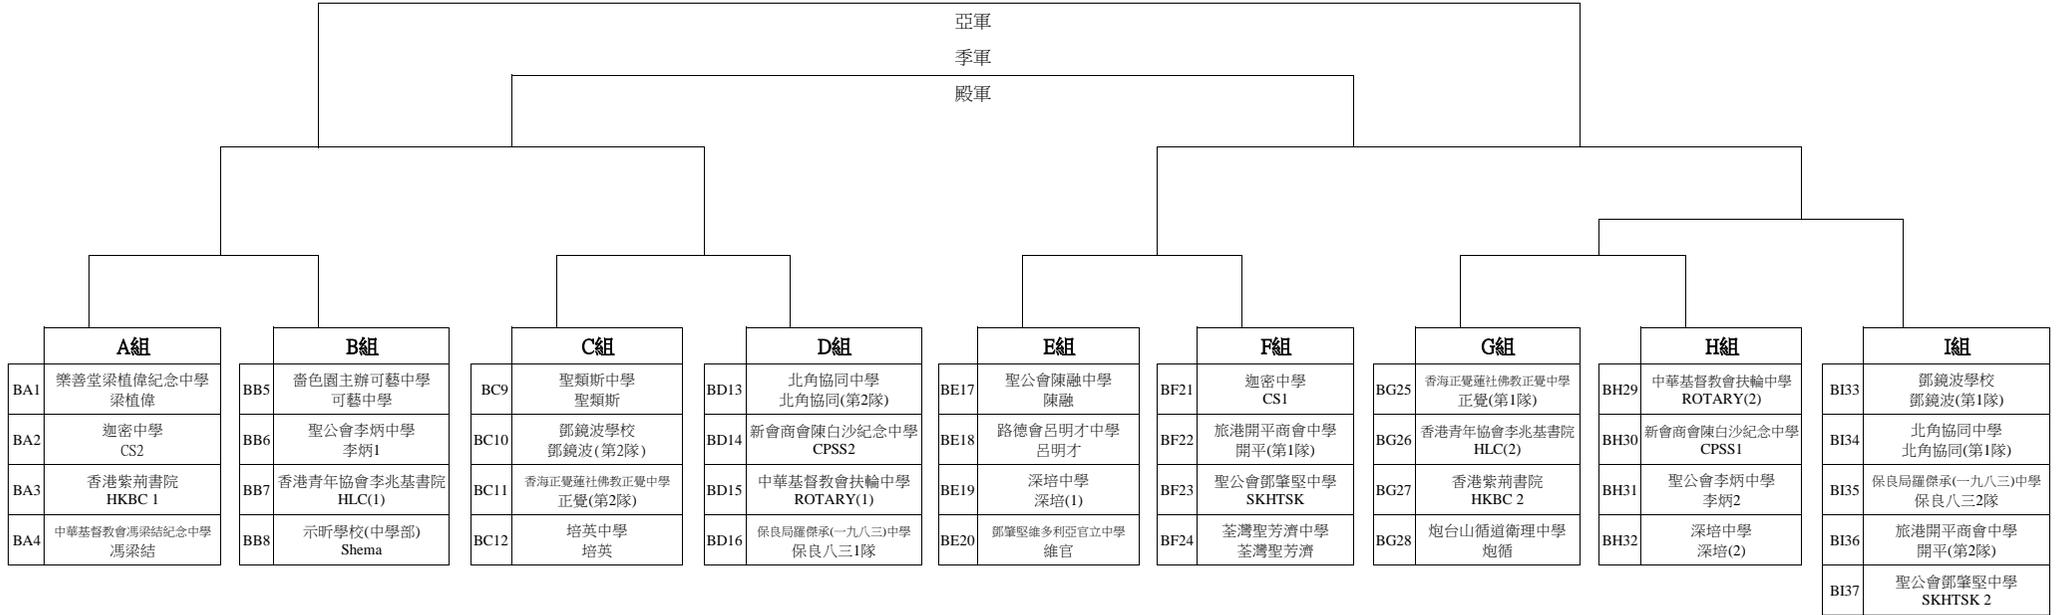 亞軍
季軍
殿軍
A組
BA1
樂善堂梁植偉紀念中學
梁植偉
BA2
迦密中學
CS2
BA3
香港紫荊書院
HKBC 1
BA4
中華基督教會馮梁結紀念中學
馮梁結
B組
BB5
嗇色園主辦可藝中學
可藝中學
BB6
聖公會李炳中學
李炳1
BB7
香港青年協會李兆基書院
HLC(1)
BB8
示昕學校(中學部)
Shema
C組
BC9
聖類斯中學
聖類斯
BC10
鄧鏡波學校
鄧鏡波(第2隊)
BC11
香海正覺蓮社佛教正覺中學
正覺(第2隊)
BC12
培英中學
培英
D組
BD13
北角協同中學
北角協同(第2隊)
BD14
新會商會陳白沙紀念中學
CPSS2
BD15
中華基督教會扶輪中學
ROTARY(1)
BD16
保良局羅傑承(一九八三)中學
保良八三1隊
E組
BE17
聖公會陳融中學
陳融
BE18
路德會呂明才中學
呂明才
BE19
深培中學
深培(1)
BE20
鄧肇堅維多利亞官立中學
維官
F組
BF21
迦密中學
CS1
BF22
旅港開平商會中學
開平(第1隊)
BF23
聖公會鄧肇堅中學
SKHTSK
BF24
荃灣聖芳濟中學
荃灣聖芳濟
G組
BG25
香海正覺蓮社佛教正覺中學
正覺(第1隊)
BG26
香港青年協會李兆基書院
HLC(2)
BG27
香港紫荊書院
HKBC 2
BG28
炮台山循道衛理中學
炮循
H組
BH29
中華基督教會扶輪中學
ROTARY(2)
BH30
新會商會陳白沙紀念中學
CPSS1
BH31
聖公會李炳中學
李炳2
BH32
深培中學
深培(2)
I組
BI33
鄧鏡波學校
鄧鏡波(第1隊)
BI34
北角協同中學
北角協同(第1隊)
BI35
保良局羅傑承(一九八三)中學
保良八三2隊
BI36
旅港開平商會中學
開平(第2隊)
BI37
聖公會鄧肇堅中學
SKHTSK 2